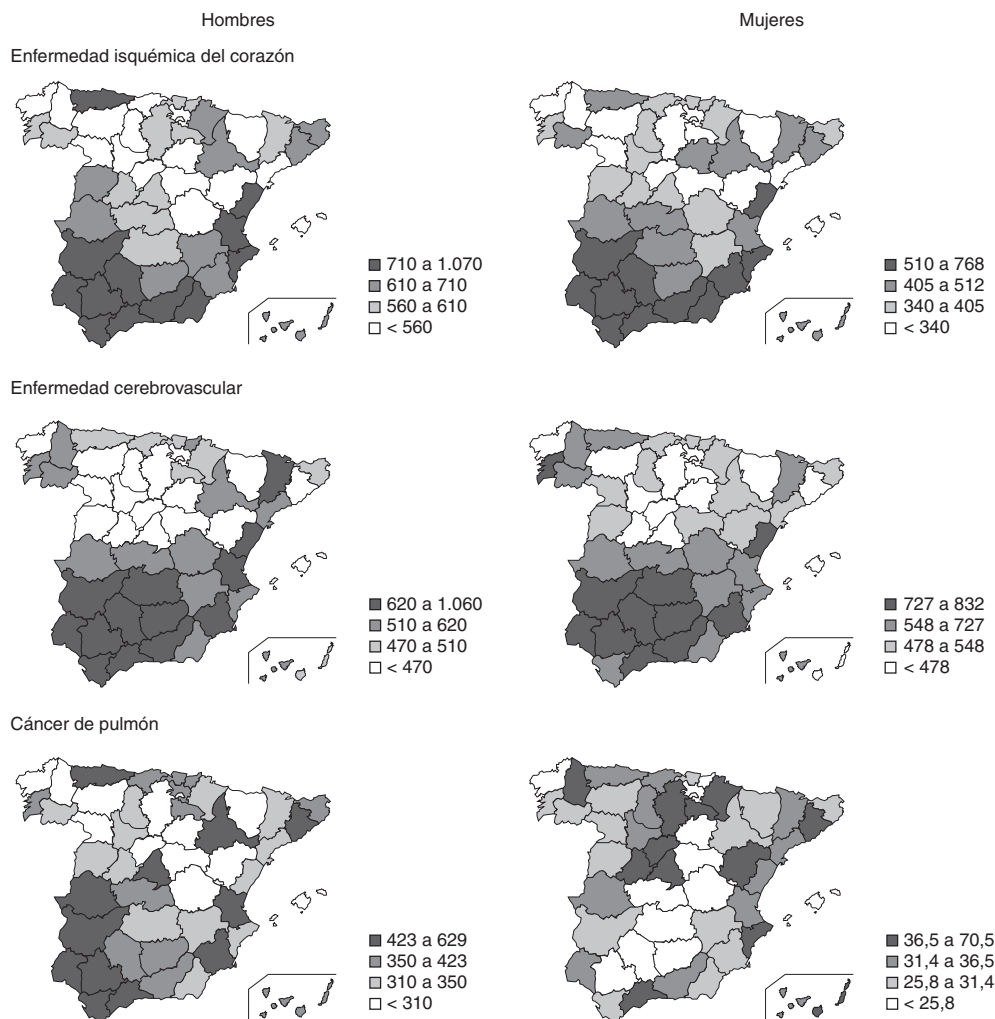 Hombres
Mujeres
Enfermedad isquémica del corazón
710 a 1.070
610 a 710
560 a 610
< 560
510 a 768
405 a 512
340 a 405
< 340
Enfermedad cerebrovascular
620 a 1.060
510 a 620
470 a 510
< 470
727 a 832
548 a 727
478 a 548
< 478
Cáncer de pulmón
423 a 629
350 a 423
310 a 350
< 310
36,5 a 70,5
31,4 a 36,5
25,8 a 31,4
< 25,8